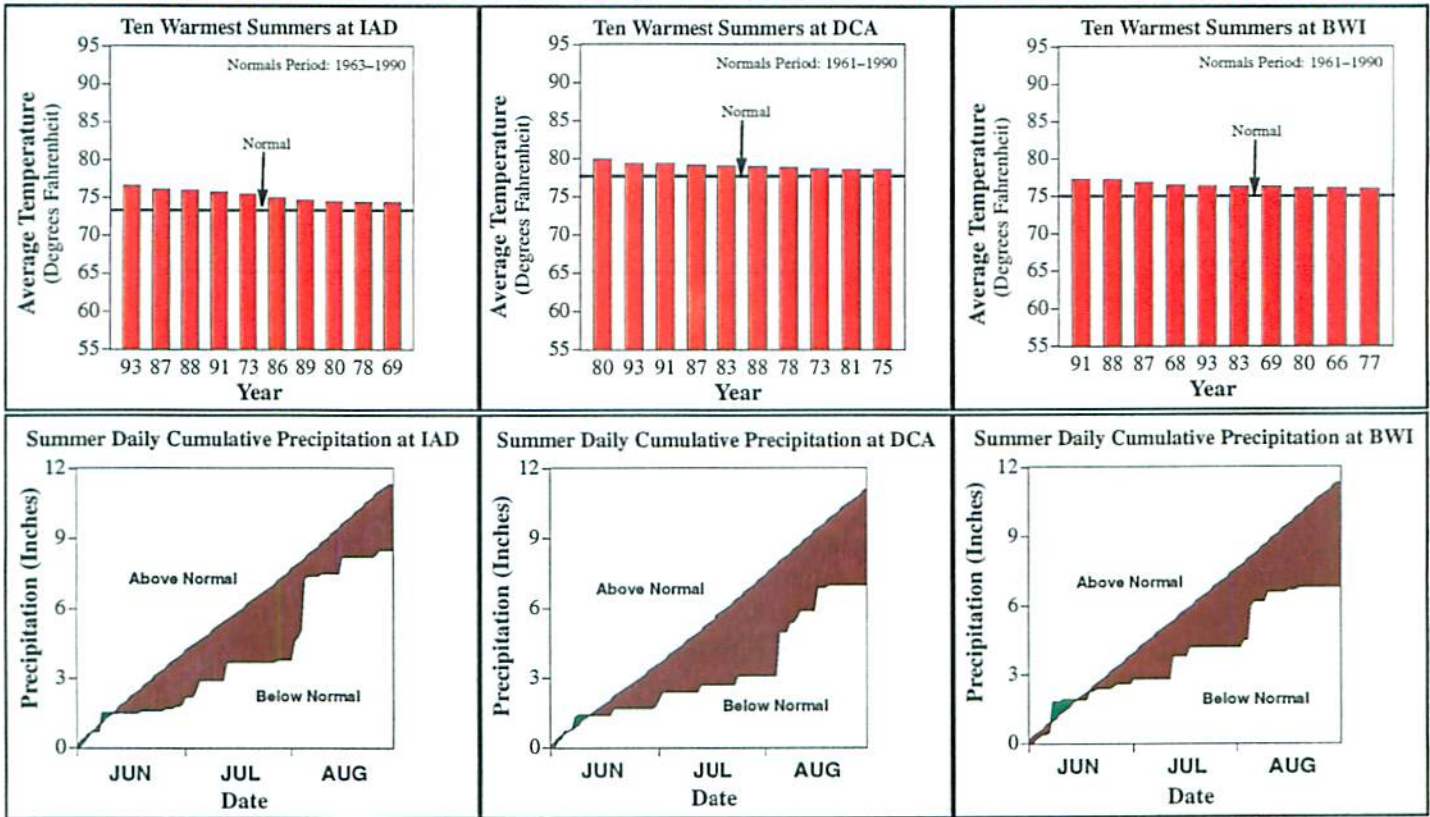 Ten Warmest Summers at IAD
Normals Period: 1963–1990
Normal
Average Temperature
(Degrees Fahrenheit)
95
90
85
80
75
70
65
60
55
93 87 88 91 73 86 89 80 78 69
Year
Ten Warmest Summers at DCA
Normals Period: 1961–1990
Normal
Average Temperature
(Degrees Fahrenheit)
95
90
85
80
75
70
65
60
55
80 93 91 87 83 88 78 73 81 75
Year
Ten Warmest Summers at BWI
Normals Period: 1961–1990
Normal
Average Temperature
(Degrees Fahrenheit)
95
90
85
80
75
70
65
60
55
91 88 87 68 93 83 69 80 66 77
Year
Summer Daily Cumulative Precipitation at IAD
Precipitation (Inches)
12
9
6
3
0
Above Normal
Below Normal
JUN JUL AUG
Date
Summer Daily Cumulative Precipitation at DCA
Precipitation (Inches)
12
9
6
3
0
Above Normal
Below Normal
JUN JUL AUG
Date
Summer Daily Cumulative Precipitation at BWI
Precipitation (Inches)
12
9
6
3
0
Above Normal
Below Normal
JUN JUL AUG
Date